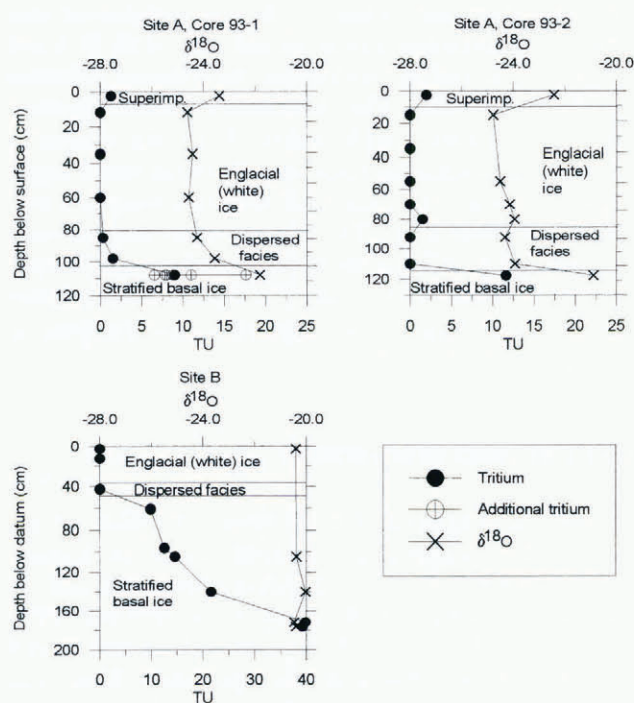 Site A, Core 93-1
δ18O
-28.0 -24.0 -20.0
Depth below surface (cm)
0
20
40
60
80
100
120
Superimp.
Englacial
(white)
ice
Dispersed
facies
Stratified basal ice
0 5 10 15 20 25
TU
Site A, Core 93-2
δ18O
-28.0 -24.0 -20.0
0
20
40
60
80
100
120
Superimp.
Englacial
(white)
ice
Dispersed
facies
Stratified basal ice
0 5 10 15 20 25
TU
Site B
δ18O
-28.0 -24.0 -20.0
Depth below datum (cm)
0
40
80
120
160
200
Englacial (white) ice
Dispersed facies
Stratified
basal ice
0 10 20 30 40
TU
Tritium
Additional tritium
δ18O